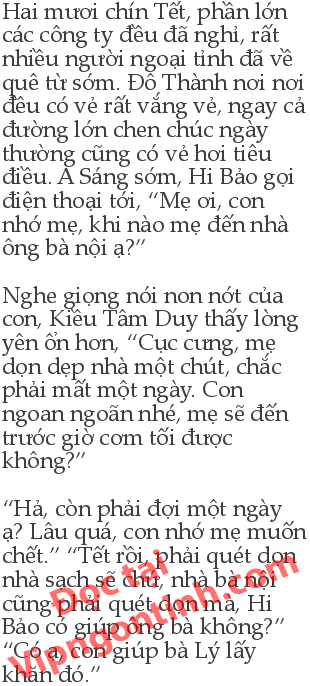 Hai mươi chín Tết, phần lớn
các công ty đều đã nghỉ, rất
nhiều người ngoại tỉnh đã về
quê từ sớm. Đô Thành nơi nơi
đều có vẻ rất vắng vẻ, ngay cả
đường lớn chen chúc ngày
thường cũng có vẻ hơi tiêu
điều. A Sáng sớm, Hi Bảo gọi
điện thoại tới, “Mẹ ơi, con
nhớ mẹ, khi nào mẹ đến nhà
ông bà nội ạ?”
Nghe giọng nói non nớt của
con, Kiều Tâm Duy thấy lòng
yên ổn hơn, “Cục cưng, mẹ
dọn dẹp nhà một chút, chắc
phải mất một ngày. Con
ngoan ngoãn nhé, mẹ sẽ đến
trước giờ cơm tối được
không?”
“Hả, còn phải đợi một ngày
ạ? Lâu quá, con nhớ mẹ muốn
chết.” “Tết rồi, phải quét dọn
nhà sạch sẽ chứ, nhà bà nội
cũng phải quét dọn mà, Hi
Bảo có giúp ông bà không?”
“Có ạ, con giúp bà Lý lấy
khăn đó.”
Đọc tại
Vipngontinh.com